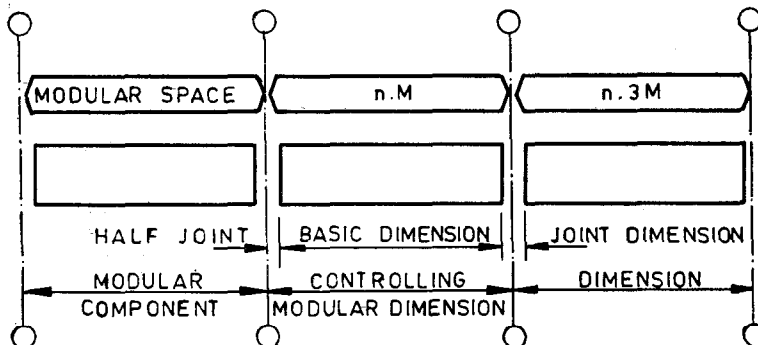 MODULAR SPACE
n.M
n.3M
HALF JOINT
BASIC DIMENSION
JOINT DIMENSION
MODULAR
COMPONENT
CONTROLLING
MODULAR DIMENSION
DIMENSION